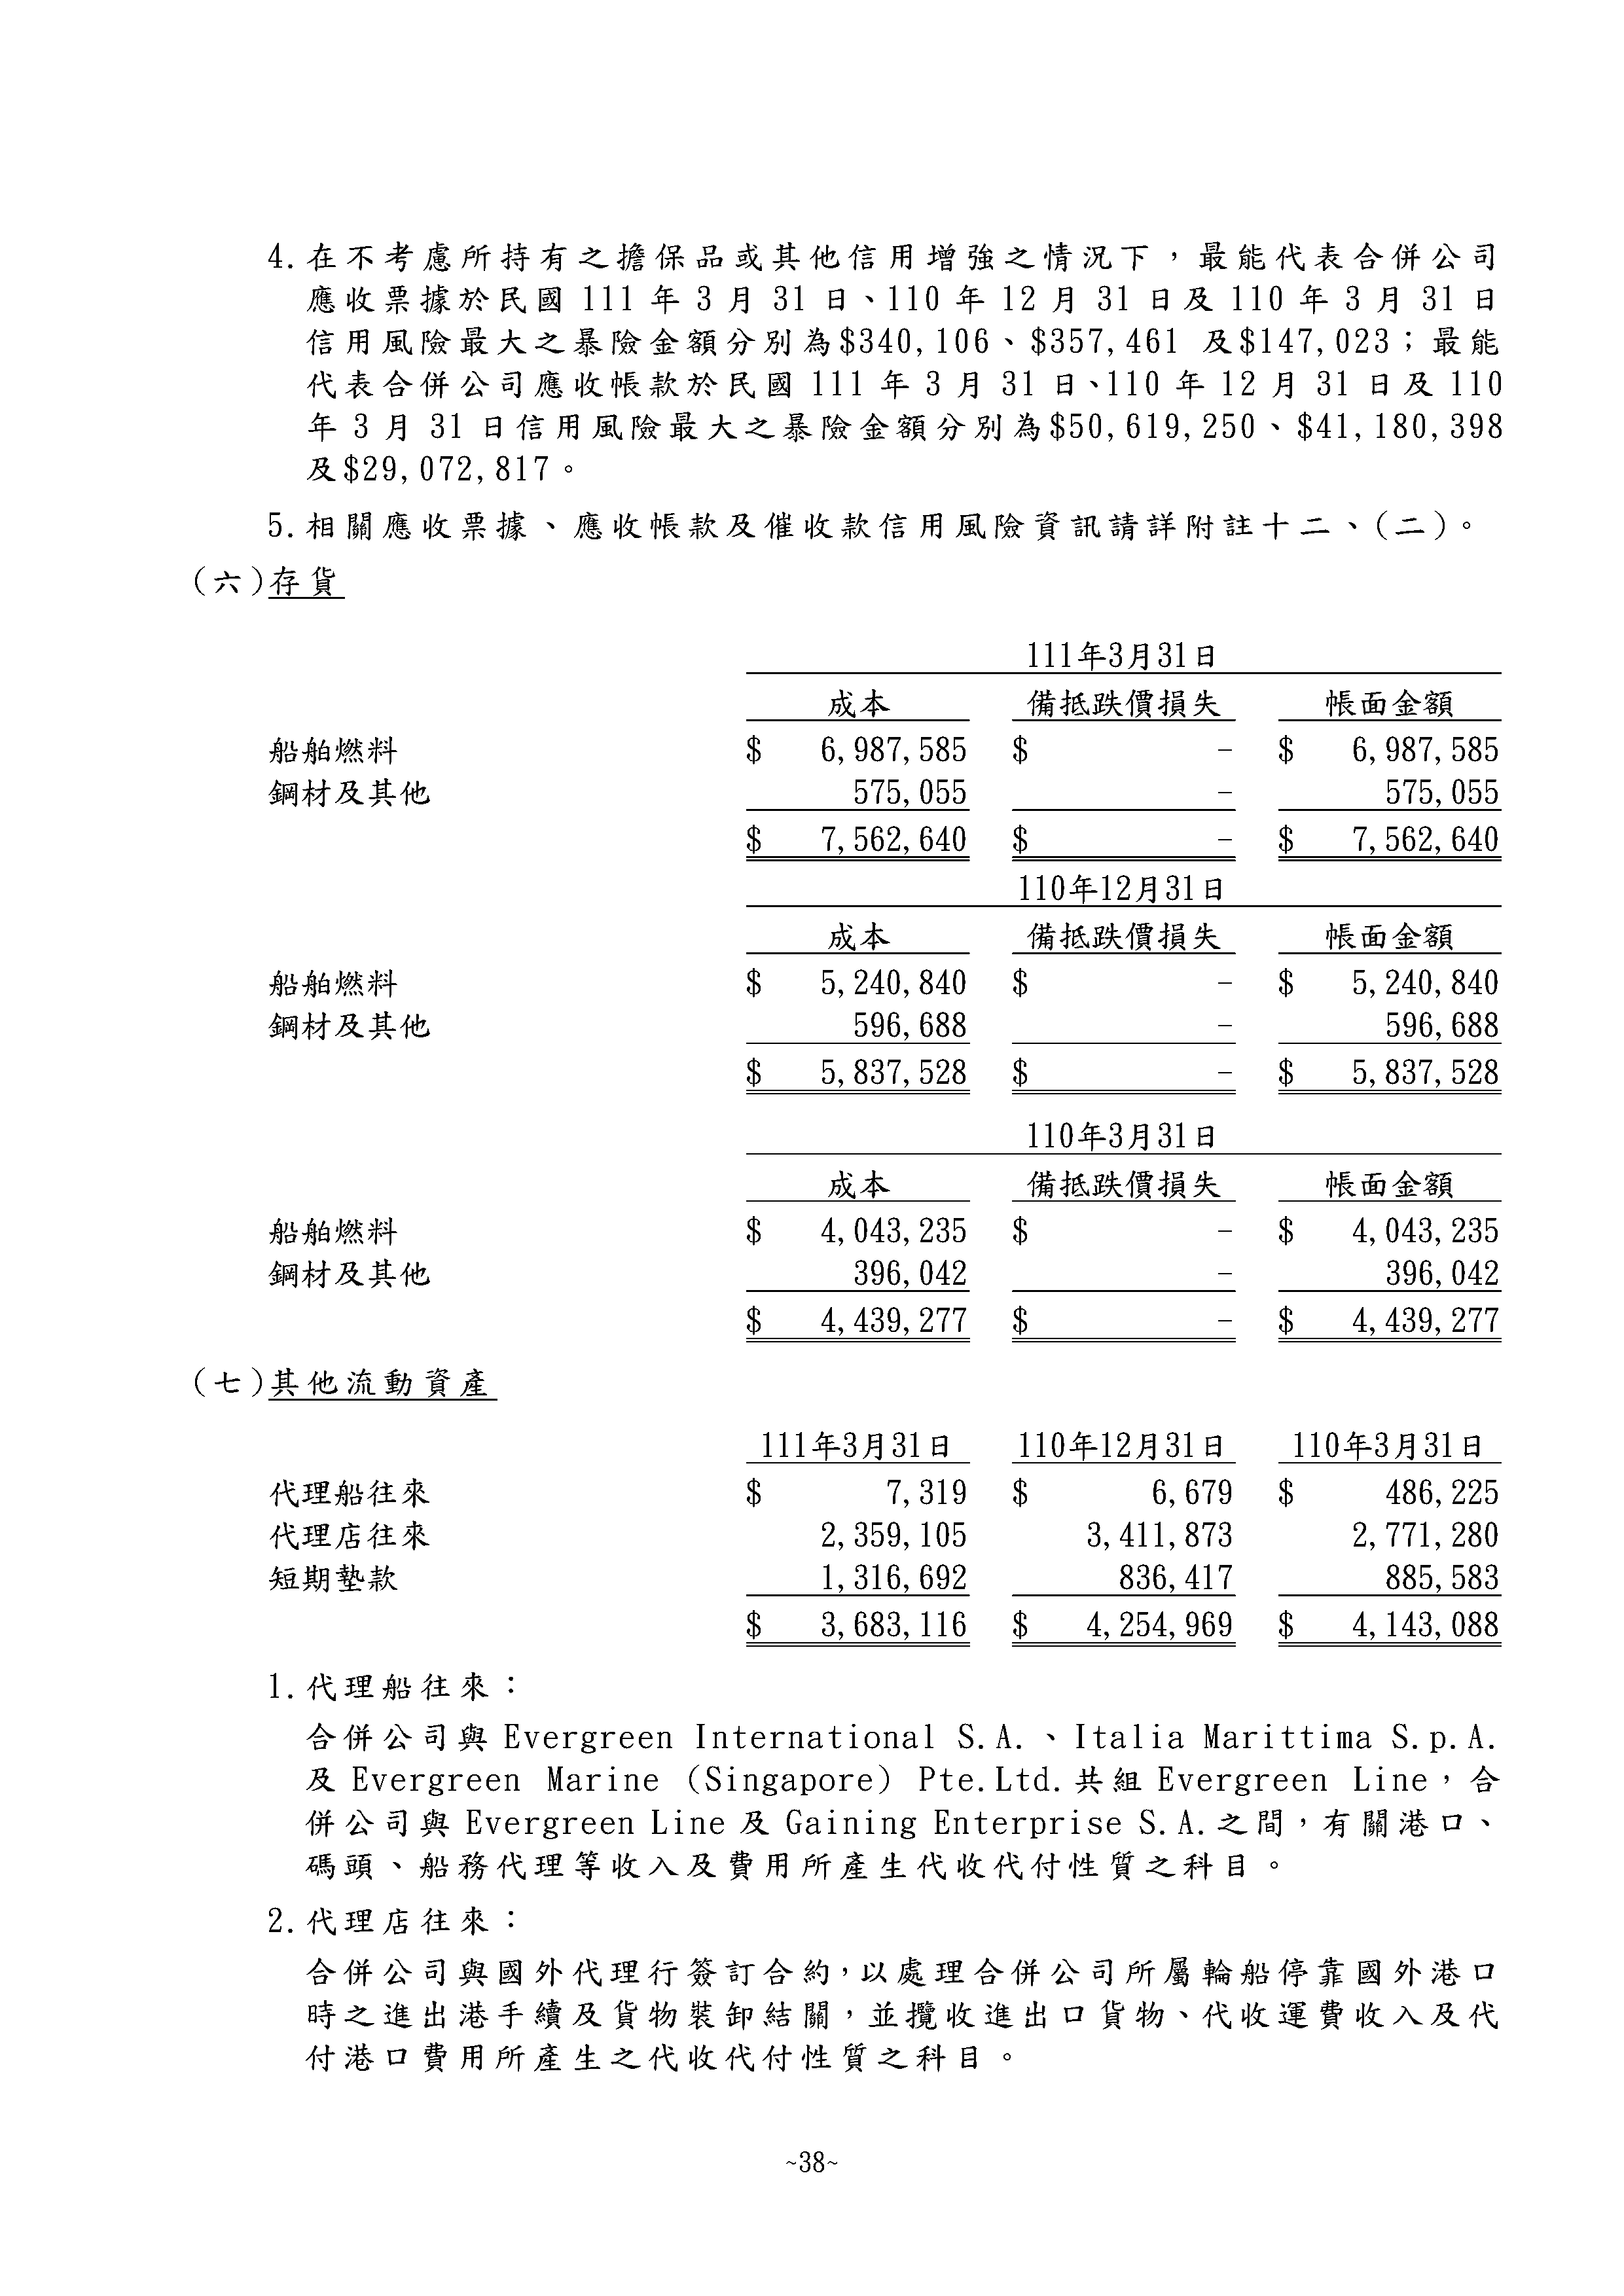 4.在不考慮所持有之擔保品或其他信用增強之情況下，最能代表合併公司
應收票據於民國 111 年 3 月 31 日、110 年 12 月 31 日及 110 年 3 月 31 日
信用風險最大之暴險金額分別為$340,106、$357,461 及$147,023；最能
代表合併公司應收帳款於民國 111 年 3 月 31 日、110 年 12 月 31 日及 110
年 3 月 31 日信用風險最大之暴險金額分別為$50,619,250、$41,180,398
及$29,072,817。
5.相關應收票據、應收帳款及催收款信用風險資訊請詳附註十二、(二)。
(六)存貨
111年3月31日
成本 備抵跌價損失 帳面金額
船舶燃料 $ 6,987,585 $ - $ 6,987,585
鋼材及其他 575,055 - 575,055
$ 7,562,640 $ - $ 7,562,640
110年12月31日
成本 備抵跌價損失 帳面金額
船舶燃料 $ 5,240,840 $ - $ 5,240,840
鋼材及其他 596,688 - 596,688
$ 5,837,528 $ - $ 5,837,528
110年3月31日
成本 備抵跌價損失 帳面金額
船舶燃料 $ 4,043,235 $ - $ 4,043,235
鋼材及其他 396,042 - 396,042
$ 4,439,277 $ - $ 4,439,277
(七)其他流動資產
111年3月31日 110年12月31日 110年3月31日
代理船往來 $ 7,319 $ 6,679 $ 486,225
代理店往來 2,359,105 3,411,873 2,771,280
短期墊款 1,316,692 836,417 885,583
$ 3,683,116 $ 4,254,969 $ 4,143,088
1.代理船往來：
合併公司與 Evergreen International S.A.、Italia Marittima S.p.A.
及 Evergreen Marine (Singapore) Pte.Ltd.共組 Evergreen Line，合
併公司與 Evergreen Line 及 Gaining Enterprise S.A.之間，有關港口、
碼頭、船務代理等收入及費用所產生代收代付性質之科目。
2.代理店往來：
合併公司與國外代理行簽訂合約，以處理合併公司所屬輪船停靠國外港口
時之進出港手續及貨物裝卸結關，並攬收進出口貨物、代收運費收入及代
付港口費用所產生之代收代付性質之科目。
~38~